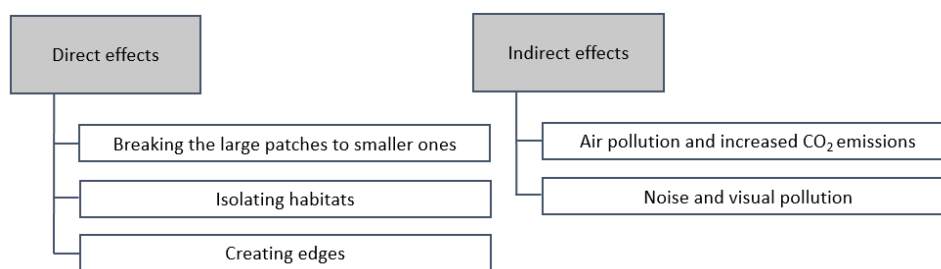 Direct effects
Breaking the large patches to smaller ones
Isolating habitats
Creating edges
Indirect effects
Air pollution and increased CO₂ emissions
Noise and visual pollution